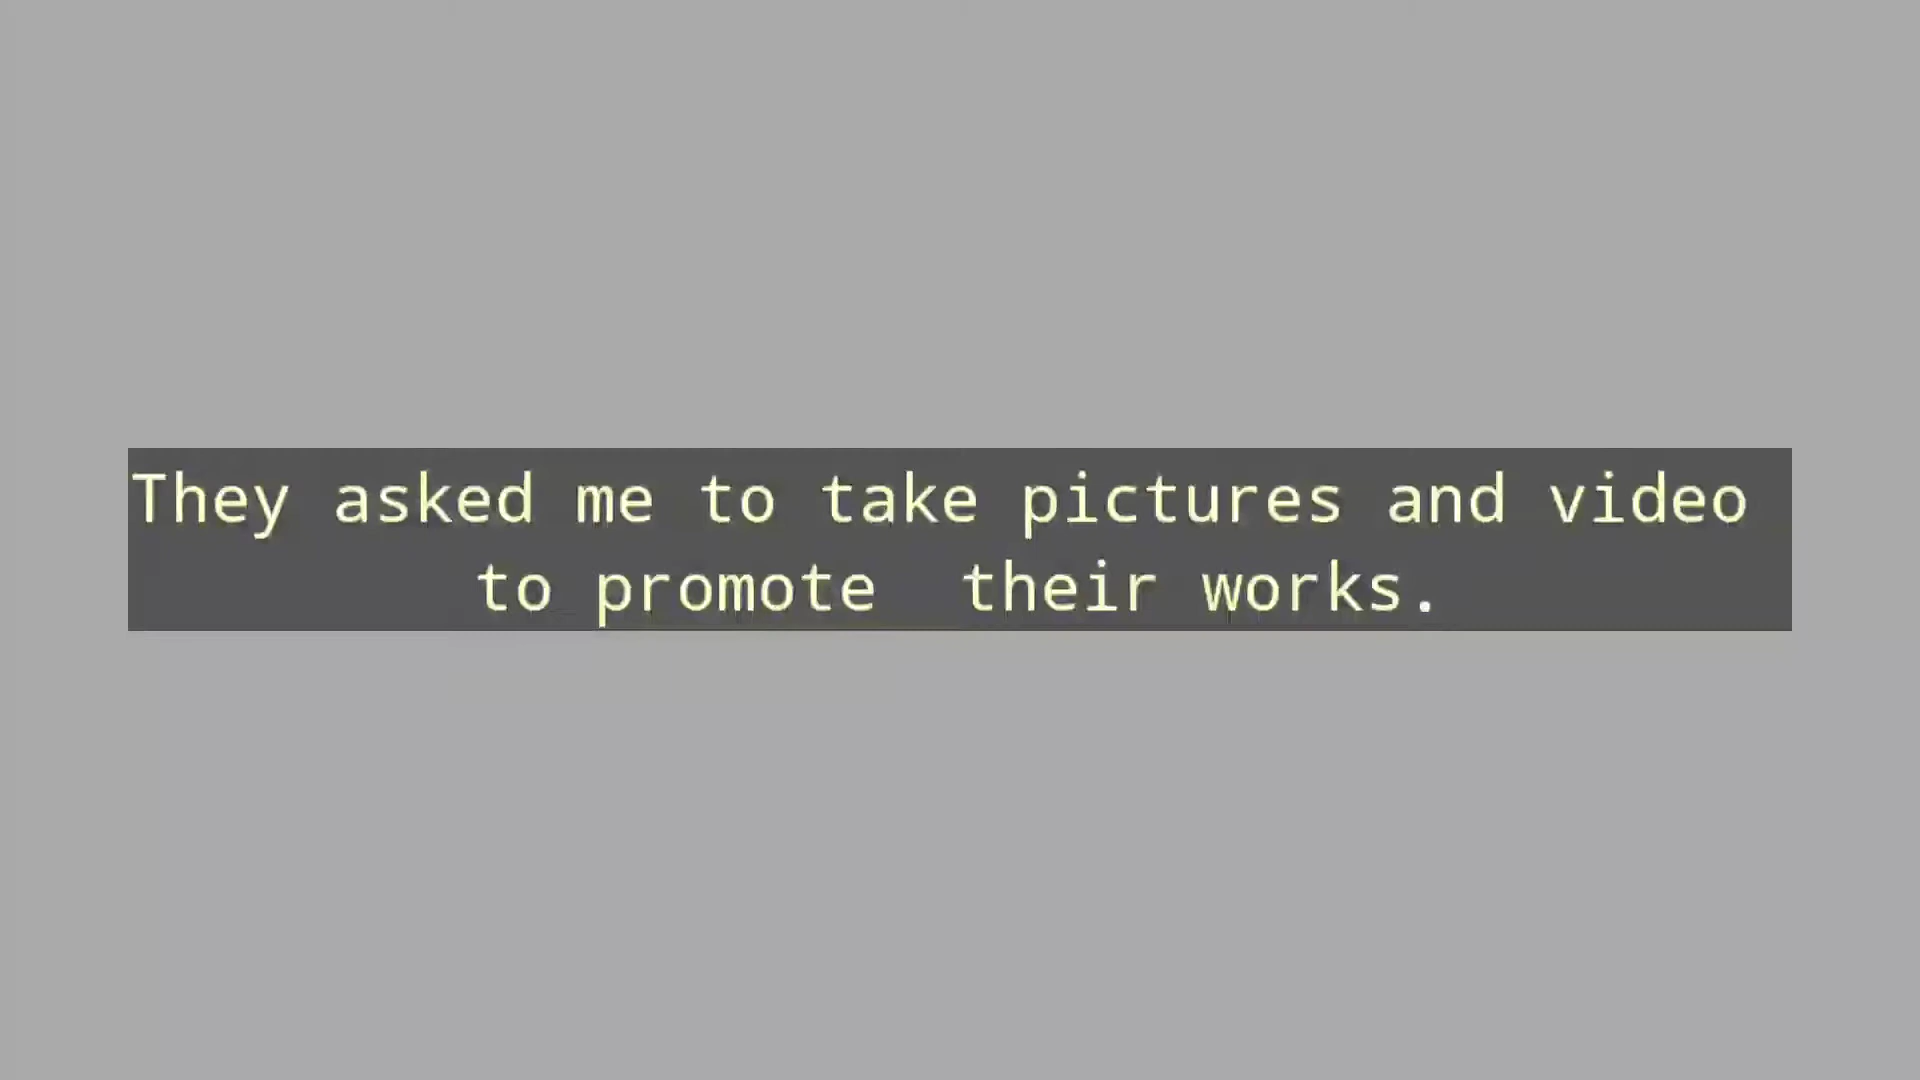 They asked me to take pictures and video
to promote  their works.